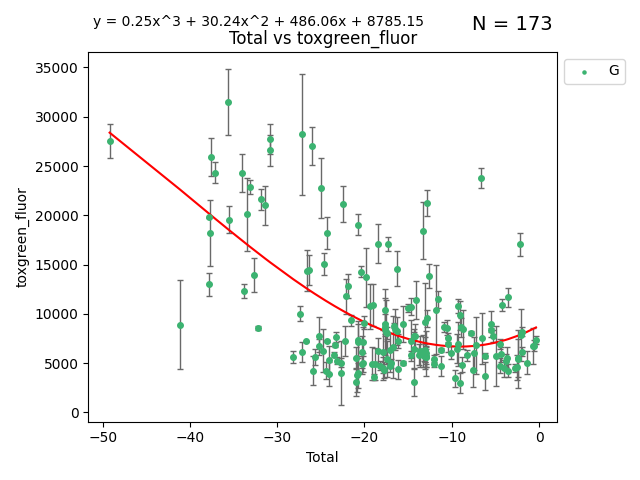 y = 0.25x^3 + 30.24x^2 + 486.06x + 8785.15
N = 173
Total vs toxgreen_fluor
G
toxgreen_fluor
35000
30000
25000
20000
15000
10000
5000
0
−50 −40 −30 −20 −10 0
Total